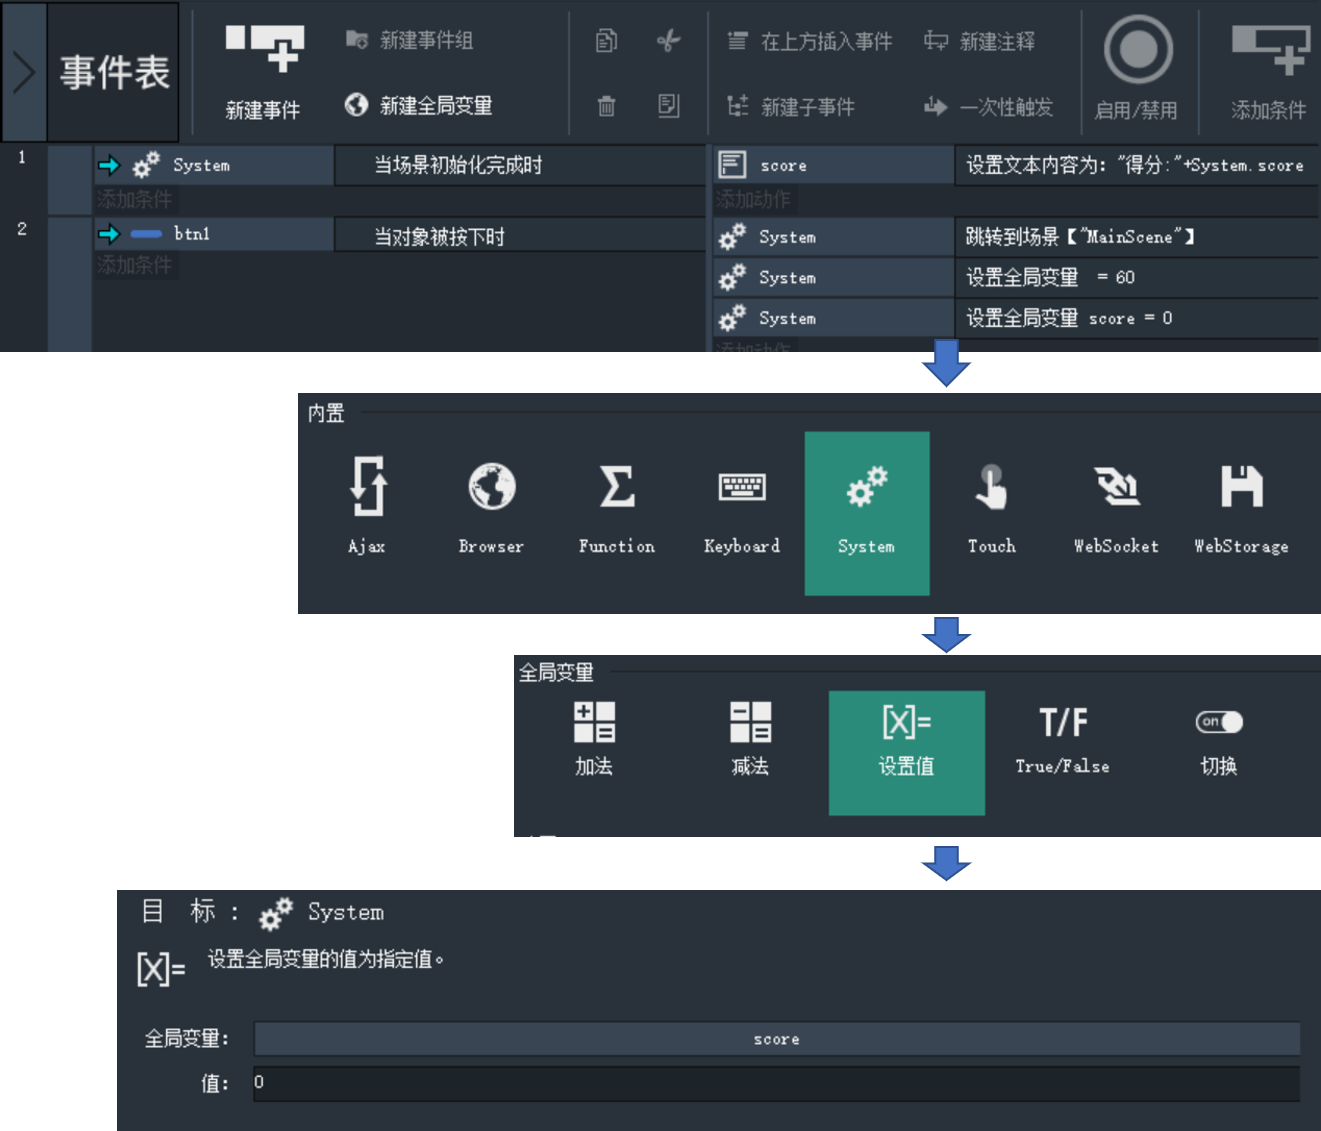 事件表
新建事件
新建事件组
新建全局变量
在上方插入事件
新建注释
新建子事件
一次性触发
启用/禁用
添加条件
1
System
当场景初始化完成时
score
设置文本内容为: "得分:"+System.score
添加条件
添加动作
2
btn1
当对象被按下时
System
跳转到场景【"MainScene"】
添加条件
System
设置全局变量 = 60
System
设置全局变量 score = 0
添加动作
内置
Ajax
Browser
Function
Keyboard
System
Touch
WebSocket
WebStorage
全局变量
[X]=
T/F
on
加法
减法
设置值
True/False
切换
目 标: System
[X]=
设置全局变量的值为指定值。
全局变量:
score
值:
0